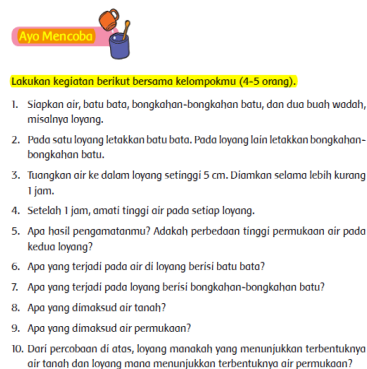 Ayo Mencoba
Lakukan kegiatan berikut bersama kelompokmu (4-5 orang).
1. Siapkan air, batu bata, bongkahan-bongkahan batu, dan dua buah wadah,
misalnya loyang.
2. Pada satu loyang letakkan batu bata. Pada loyang lain letakkan bongkahan-
bongkahan batu.
3. Tuangkan air ke dalam loyang setinggi 5 cm. Diamkan selama lebih kurang
1 jam.
4. Setelah 1 jam, amati tinggi air pada setiap loyang.
5. Apa hasil pengamatanmu? Adakah perbedaan tinggi permukaan air pada
kedua loyang?
6. Apa yang terjadi pada air di loyang berisi batu bata?
7. Apa yang terjadi pada loyang berisi bongkahan-bongkahan batu?
8. Apa yang dimaksud air tanah?
9. Apa yang dimaksud air permukaan?
10. Dari percobaan di atas, loyang manakah yang menunjukkan terbentuknya
air tanah dan loyang mana menunjukkan terbentuknya air permukaan?